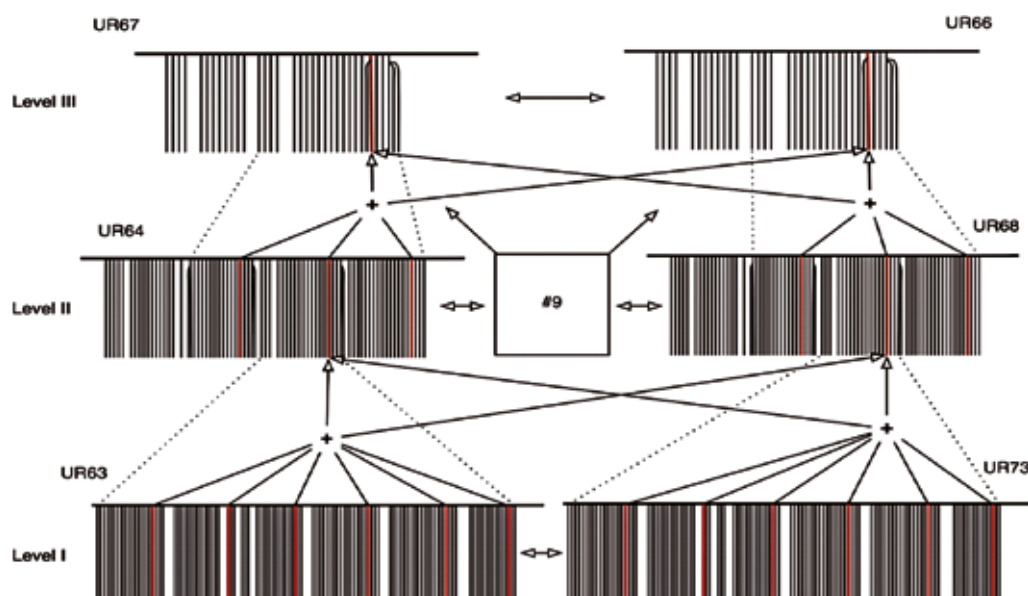 UR67
UR66
Level III
+
+
UR64
UR68
Level II
#9
+
+
UR63
UR73
Level I